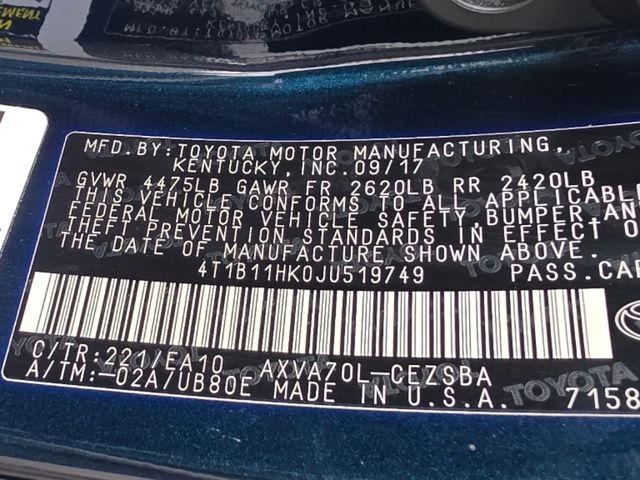 MFD.BY:TOYOTA MOTOR MANUFACTURING,
KENTUCKY, INC. 09/17
GVWR 4475LB GAWR FR 2620LB RR 2420LB
THIS VEHICLE CONFORMS TO ALL APPLICABLE
FEDERAL MOTOR VEHICLE SAFETY BUMPER, AN
THEFT PREVENTION STANDARDS IN EFFECT O
THE DATE OF MANUFACTURE SHOWN ABOVE.
4T1B11HK0JU519749 PASS.CAR
C/TR:221/EA10 AXVA70L-CEZSBA
A/TM:-02A/UB80E MADE IN U.S.A. 7158